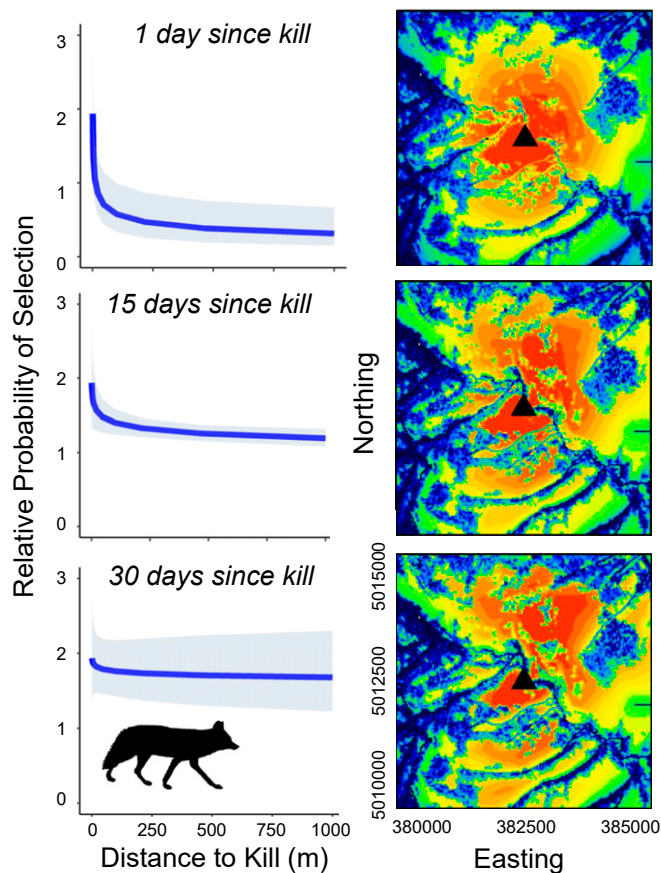 1 day since kill
3
2
1
0
15 days since kill
3
2
1
0
30 days since kill
3
2
1
0
0 250 500 750 1000
Distance to Kill (m)
Relative Probability of Selection
Northing
5015000
5012500
5010000
380000 382500 385000
Easting